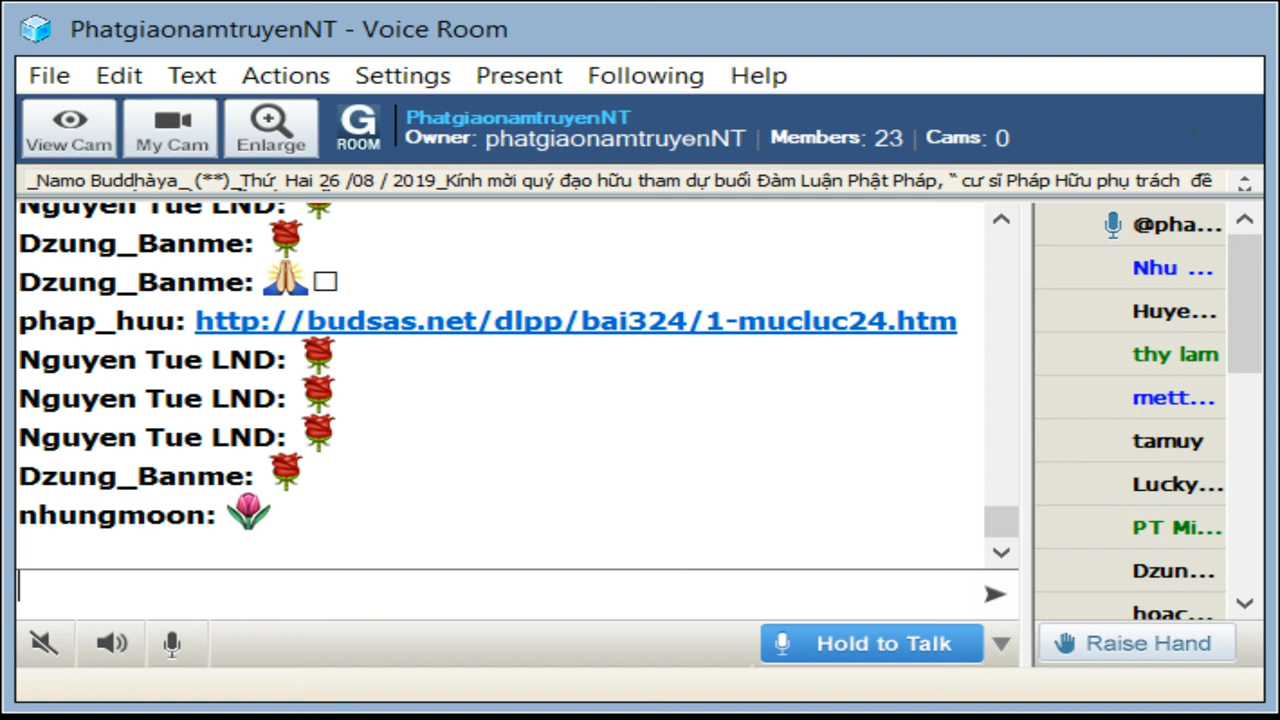 PhatgiaonamtruyenNT - Voice Room
File Edit Text Actions Settings Present Following Help
View Cam My Cam Enlarge G ROOM
PhatgiaonamtruyenNT
Owner: phatgiaonamtruyenNT | Members: 23 | Cams: 0
_Namo Buddhàya_ (**)_Thứ Hai 26 /08 / 2019_Kính mời quý đạo hữu tham dự buổi Đàm Luận Phật Pháp, “ cư sĩ Pháp Hữu phụ trách đề
Nguyen Tue LND:
Dzung_Banme:
Dzung_Banme:
phap_huu: http://budsas.net/dlpp/bai324/1-mucluc24.htm
Nguyen Tue LND:
Nguyen Tue LND:
Nguyen Tue LND:
Dzung_Banme:
nhungmoon:
@pha...
Nhu ...
Huye...
thy lam
mett...
tamuy
Lucky...
PT Mi...
Dzun...
hoac...
Hold to Talk
Raise Hand